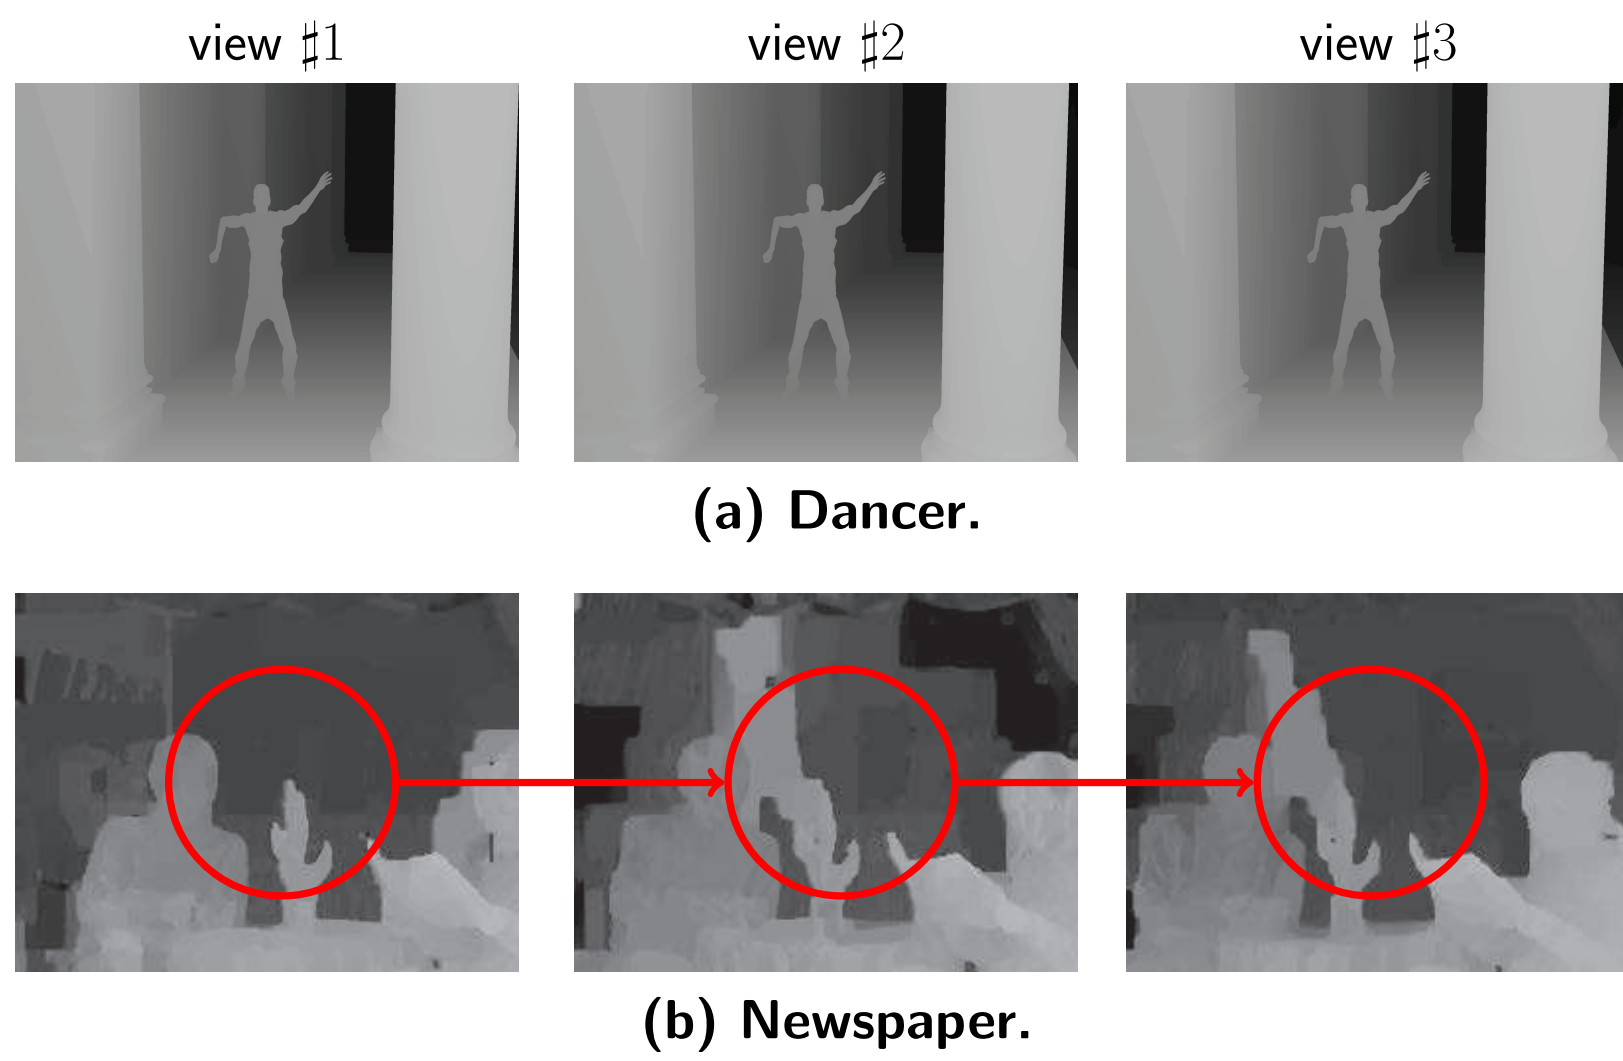 view ♯1
view ♯2
view ♯3
(a) Dancer.
(b) Newspaper.